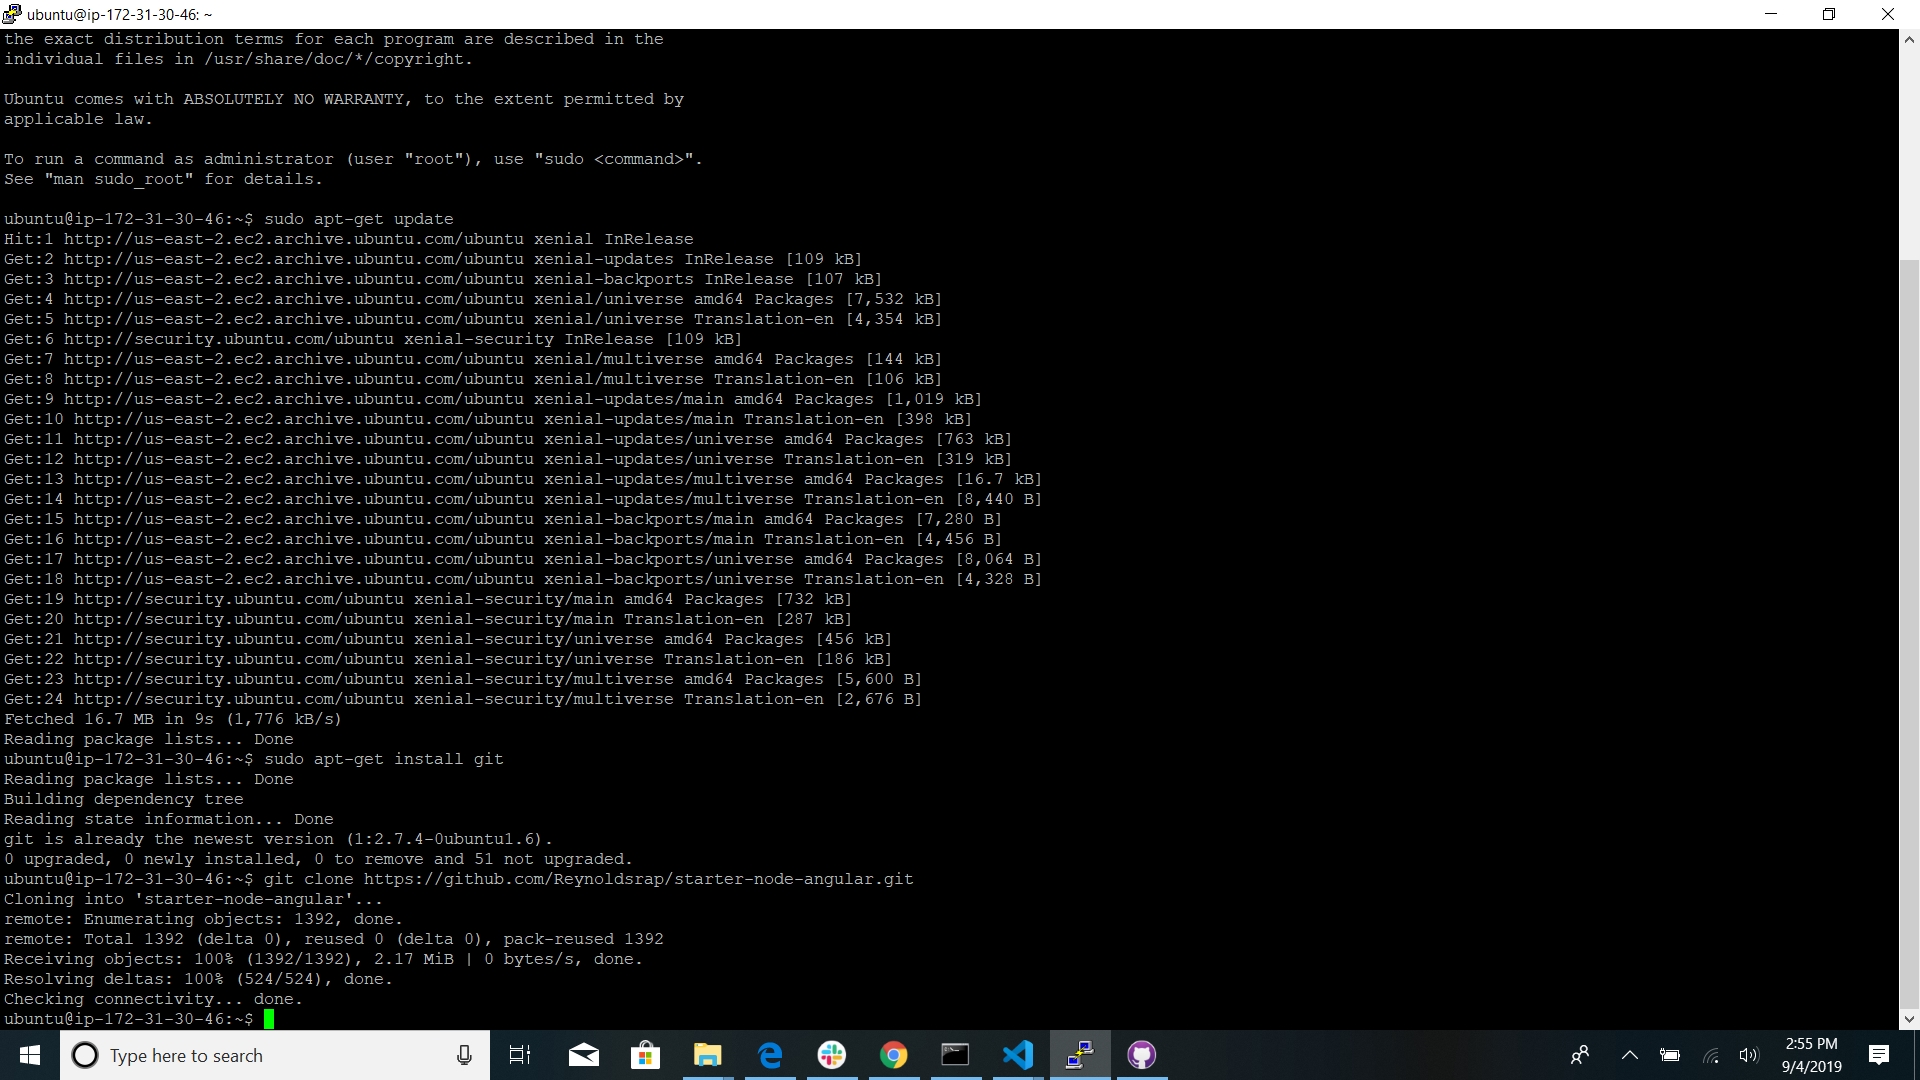 ubuntu@ip-172-31-30-46: ~
the exact distribution terms for each program are described in the
individual files in /usr/share/doc/*/copyright.
Ubuntu comes with ABSOLUTELY NO WARRANTY, to the extent permitted by
applicable law.
To run a command as administrator (user "root"), use "sudo <command>".
See "man sudo_root" for details.
ubuntu@ip-172-31-30-46:~$ sudo apt-get update
Hit:1 http://us-east-2.ec2.archive.ubuntu.com/ubuntu xenial InRelease
Get:2 http://us-east-2.ec2.archive.ubuntu.com/ubuntu xenial-updates InRelease [109 kB]
Get:3 http://us-east-2.ec2.archive.ubuntu.com/ubuntu xenial-backports InRelease [107 kB]
Get:4 http://us-east-2.ec2.archive.ubuntu.com/ubuntu xenial/universe amd64 Packages [7,532 kB]
Get:5 http://us-east-2.ec2.archive.ubuntu.com/ubuntu xenial/universe Translation-en [4,354 kB]
Get:6 http://security.ubuntu.com/ubuntu xenial-security InRelease [109 kB]
Get:7 http://us-east-2.ec2.archive.ubuntu.com/ubuntu xenial/multiverse amd64 Packages [144 kB]
Get:8 http://us-east-2.ec2.archive.ubuntu.com/ubuntu xenial/multiverse Translation-en [106 kB]
Get:9 http://us-east-2.ec2.archive.ubuntu.com/ubuntu xenial-updates/main amd64 Packages [1,019 kB]
Get:10 http://us-east-2.ec2.archive.ubuntu.com/ubuntu xenial-updates/main Translation-en [398 kB]
Get:11 http://us-east-2.ec2.archive.ubuntu.com/ubuntu xenial-updates/universe amd64 Packages [763 kB]
Get:12 http://us-east-2.ec2.archive.ubuntu.com/ubuntu xenial-updates/universe Translation-en [319 kB]
Get:13 http://us-east-2.ec2.archive.ubuntu.com/ubuntu xenial-updates/multiverse amd64 Packages [16.7 kB]
Get:14 http://us-east-2.ec2.archive.ubuntu.com/ubuntu xenial-updates/multiverse Translation-en [8,440 B]
Get:15 http://us-east-2.ec2.archive.ubuntu.com/ubuntu xenial-backports/main amd64 Packages [7,280 B]
Get:16 http://us-east-2.ec2.archive.ubuntu.com/ubuntu xenial-backports/main Translation-en [4,456 B]
Get:17 http://us-east-2.ec2.archive.ubuntu.com/ubuntu xenial-backports/universe amd64 Packages [8,064 B]
Get:18 http://us-east-2.ec2.archive.ubuntu.com/ubuntu xenial-backports/universe Translation-en [4,328 B]
Get:19 http://security.ubuntu.com/ubuntu xenial-security/main amd64 Packages [732 kB]
Get:20 http://security.ubuntu.com/ubuntu xenial-security/main Translation-en [287 kB]
Get:21 http://security.ubuntu.com/ubuntu xenial-security/universe amd64 Packages [456 kB]
Get:22 http://security.ubuntu.com/ubuntu xenial-security/universe Translation-en [186 kB]
Get:23 http://security.ubuntu.com/ubuntu xenial-security/multiverse amd64 Packages [5,600 B]
Get:24 http://security.ubuntu.com/ubuntu xenial-security/multiverse Translation-en [2,676 B]
Fetched 16.7 MB in 9s (1,776 kB/s)
Reading package lists... Done
ubuntu@ip-172-31-30-46:~$ sudo apt-get install git
Reading package lists... Done
Building dependency tree
Reading state information... Done
git is already the newest version (1:2.7.4-0ubuntu1.6).
0 upgraded, 0 newly installed, 0 to remove and 51 not upgraded.
ubuntu@ip-172-31-30-46:~$ git clone https://github.com/Reynoldsrap/starter-node-angular.git
Cloning into 'starter-node-angular'...
remote: Enumerating objects: 1392, done.
remote: Total 1392 (delta 0), reused 0 (delta 0), pack-reused 1392
Receiving objects: 100% (1392/1392), 2.17 MiB | 0 bytes/s, done.
Resolving deltas: 100% (524/524), done.
Checking connectivity... done.
ubuntu@ip-172-31-30-46:~$
Type here to search
2:55 PM
9/4/2019